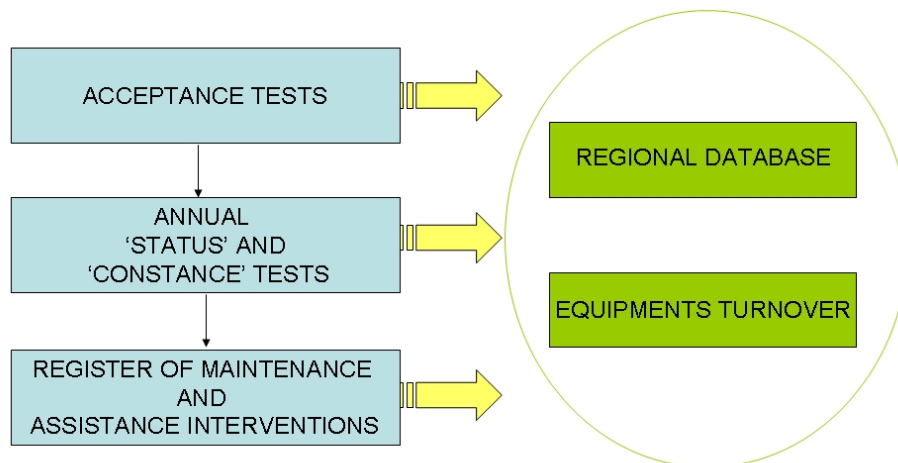 ACCEPTANCE TESTS
ANNUAL
‘STATUS’ AND
‘CONSTANCE’ TESTS
REGISTER OF MAINTENANCE
AND
ASSISTANCE INTERVENTIONS
REGIONAL DATABASE
EQUIPMENTS TURNOVER